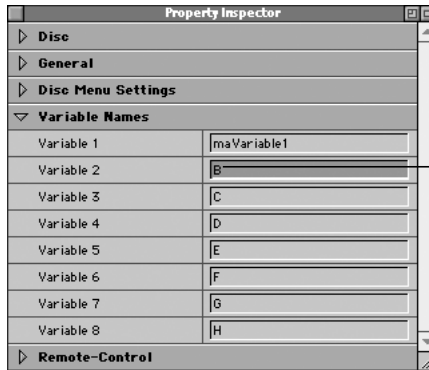 Property Inspector
Disc
General
Disc Menu Settings
Variable Names
Variable 1 maVariable1
Variable 2 B
Variable 3 C
Variable 4 D
Variable 5 E
Variable 6 F
Variable 7 G
Variable 8 H
Remote-Control